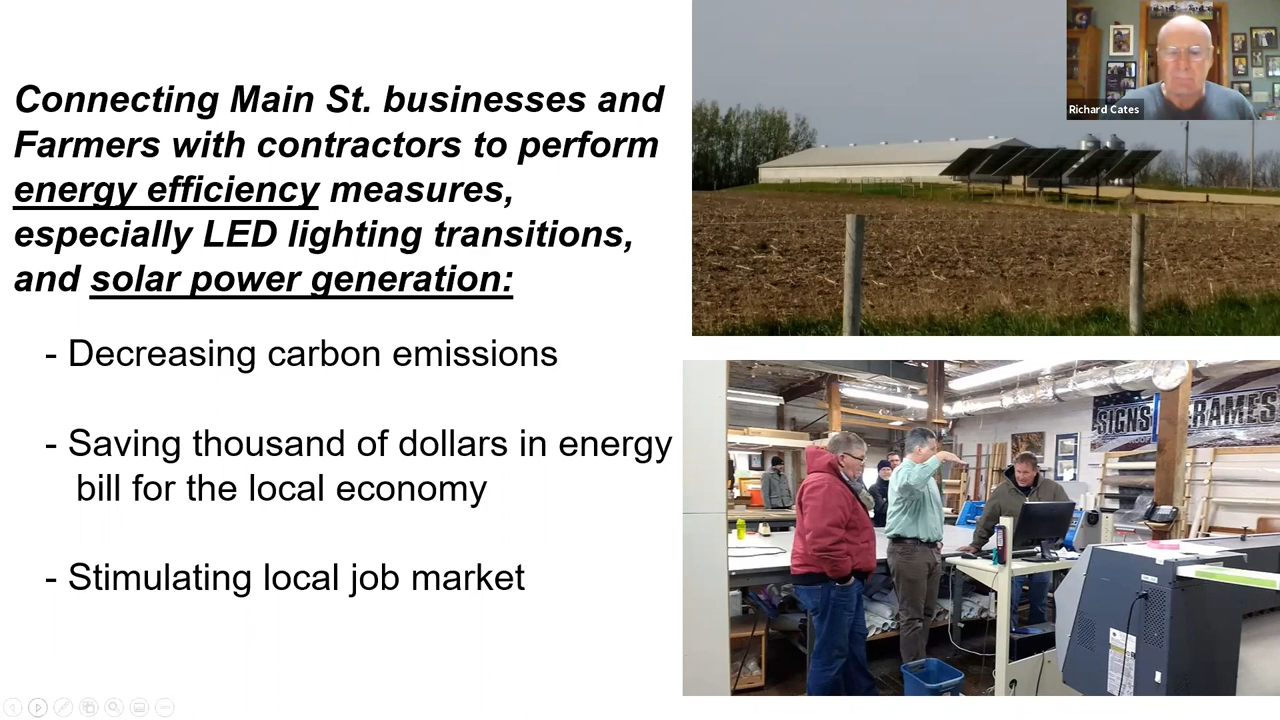 Connecting Main St. businesses and
Farmers with contractors to perform
energy efficiency measures,
especially LED lighting transitions,
and solar power generation:
- Decreasing carbon emissions
- Saving thousand of dollars in energy
bill for the local economy
- Stimulating local job market
Richard Cates
SIGNS
FRAMES